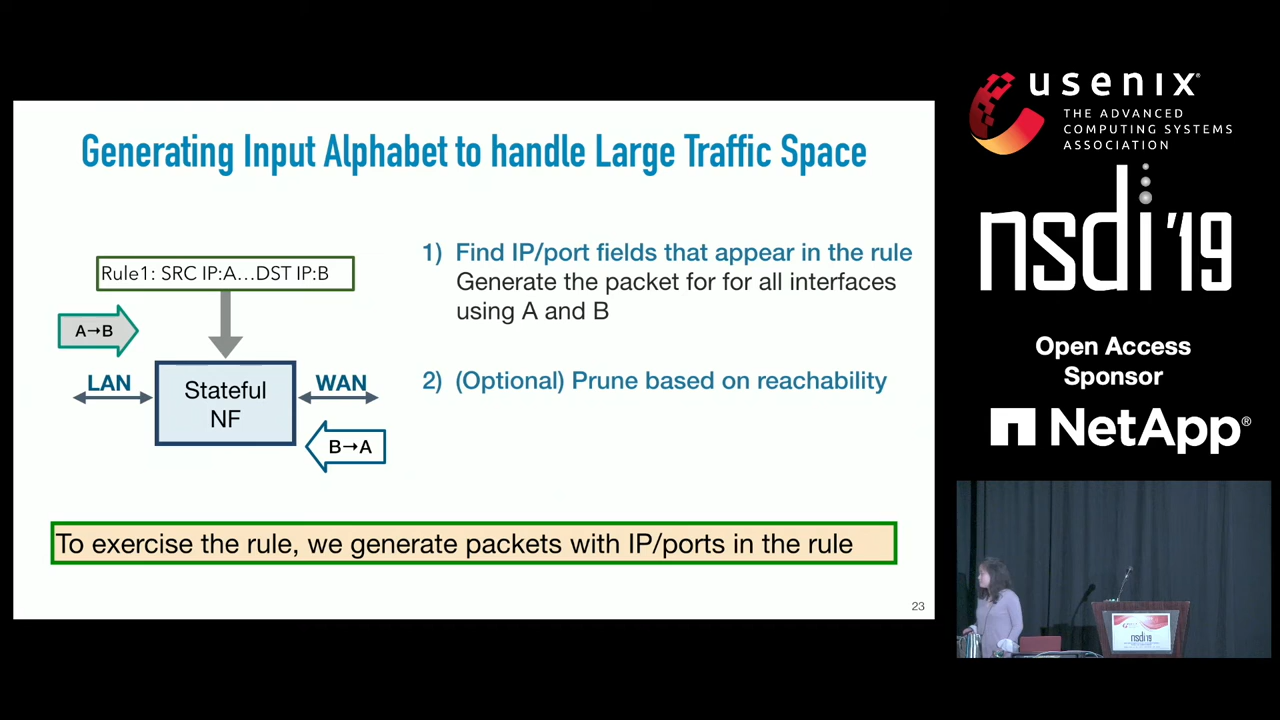 Generating Input Alphabet to handle Large Traffic Space
Rule1: SRC IP:A...DST IP:B
A→B
LAN
Stateful
NF
WAN
B→A
1) Find IP/port fields that appear in the rule
Generate the packet for for all interfaces
using A and B
2) (Optional) Prune based on reachability
To exercise the rule, we generate packets with IP/ports in the rule
23
usenix®
THE ADVANCED
COMPUTING SYSTEMS
ASSOCIATION
nsdi '19
Open Access
Sponsor
NetApp®
nsdi'19